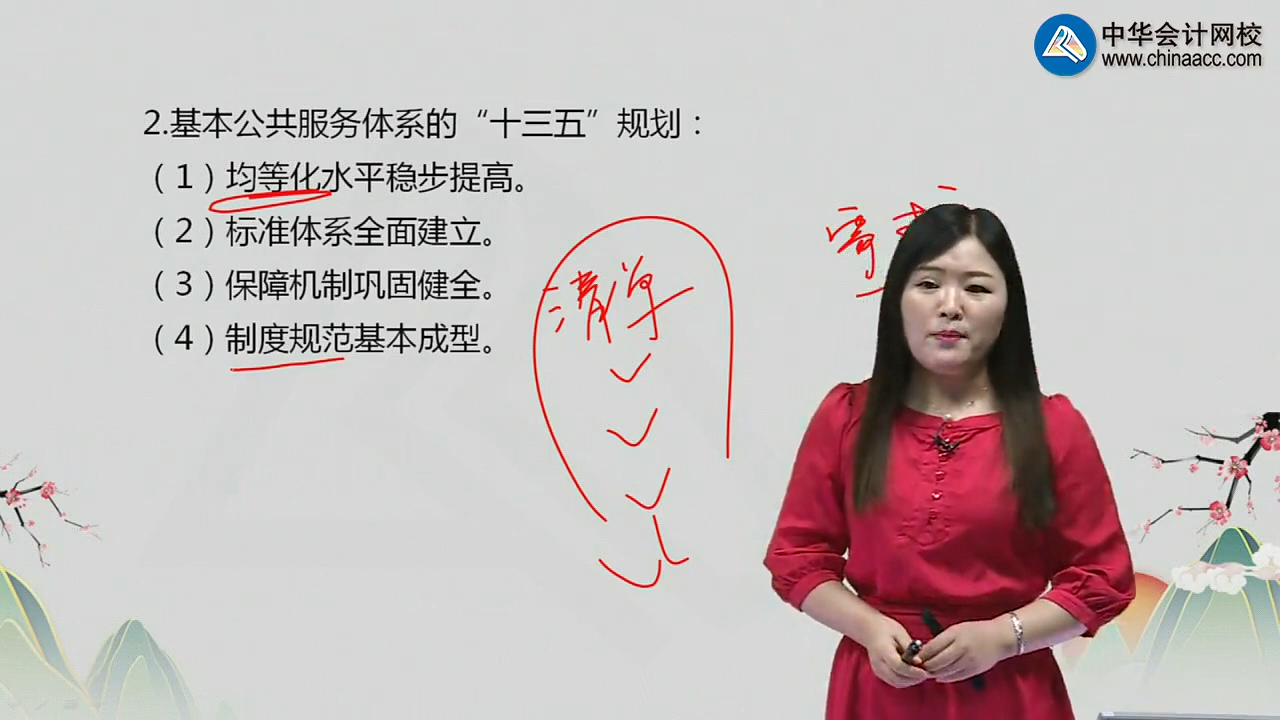 中华会计网校
www.chinaacc.com
2.基本公共服务体系的“十三五”规划：
（1）均等化水平稳步提高。
（2）标准体系全面建立。
（3）保障机制巩固健全。
（4）制度规范基本成型。
清单